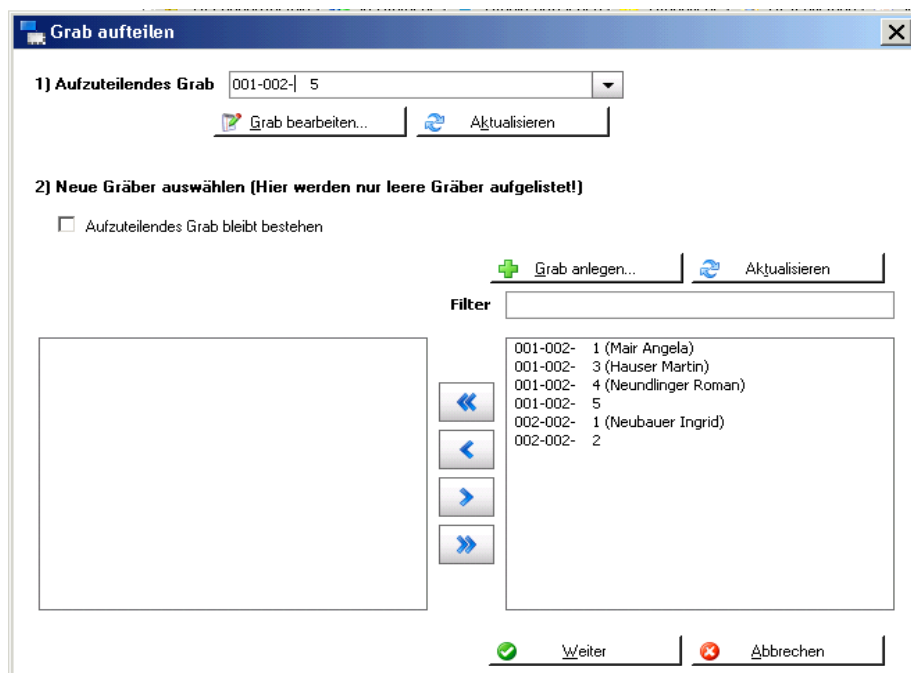 Grab aufteilen
1) Aufzuteilendes Grab 001-002- 5
Grab bearbeiten... Aktualisieren
2) Neue Gräber auswählen (Hier werden nur leere Gräber aufgelistet!)
Aufzuteilendes Grab bleibt bestehen
Grab anlegen... Aktualisieren
Filter
001-002- 1 (Mair Angela)
001-002- 3 (Hauser Martin)
001-002- 4 (Neundlinger Roman)
001-002- 5
002-002- 1 (Neubauer Ingrid)
002-002- 2
Weiter Abbrechen